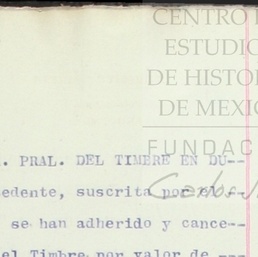 CENTRO
ESTUDIO
DE HISTOR
DE MEXIC
FUNDAC
. PRAL. DEL TIMBRE EN DU--
cedente, suscrita por el --
se han adherido y cance--
el Timbre por valor de ---